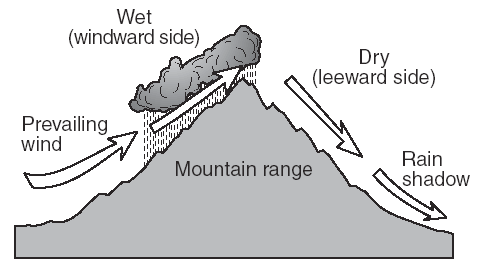 Wet
(windward side)
Dry
(leeward side)
Prevailing
wind
Mountain range
Rain
shadow